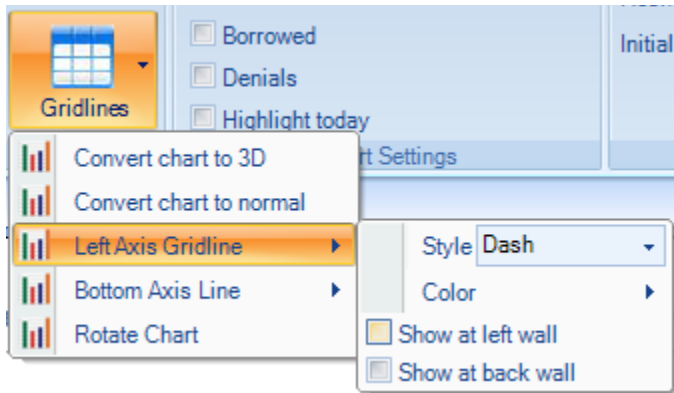 Borrowed
Initial
Denials
Gridlines
Highlight today
Convert chart to 3D
rt Settings
Convert chart to normal
Left Axis Gridline
Style Dash
Bottom Axis Line
Color
Rotate Chart
Show at left wall
Show at back wall